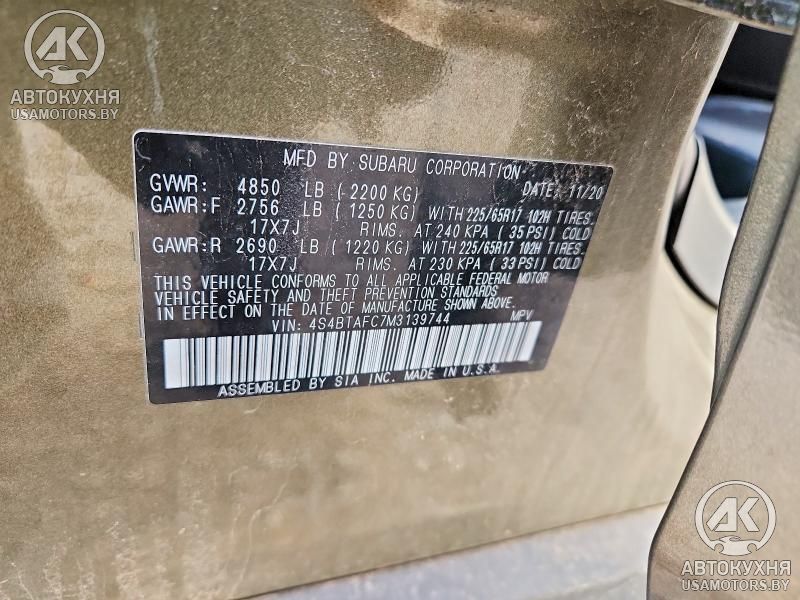 АК
АВТОКУХНЯ
USAMOTORS.BY
MFD BY SUBARU CORPORATION
GVWR: 4850 LB (2200 KG) DATE: 11/20
GAWR:F 2756 LB (1250 KG) WITH 225/65R17 102H TIRES,
17X7J RIMS, AT 240 KPA (35 PSI) COLD
GAWR:R 2690 LB (1220 KG) WITH 225/65R17 102H TIRES,
17X7J RIMS, AT 230 KPA (33 PSI) COLD
THIS VEHICLE CONFORMS TO ALL APPLICABLE FEDERAL MOTOR
VEHICLE SAFETY AND THEFT PREVENTION STANDARDS
IN EFFECT ON THE DATE OF MANUFACTURE SHOWN ABOVE.
VIN: 4S4BTAFC7M3139744 MPV
ASSEMBLED BY SIA INC. MADE IN U.S.A.
АК
АВТОКУХНЯ
USAMOTORS.BY